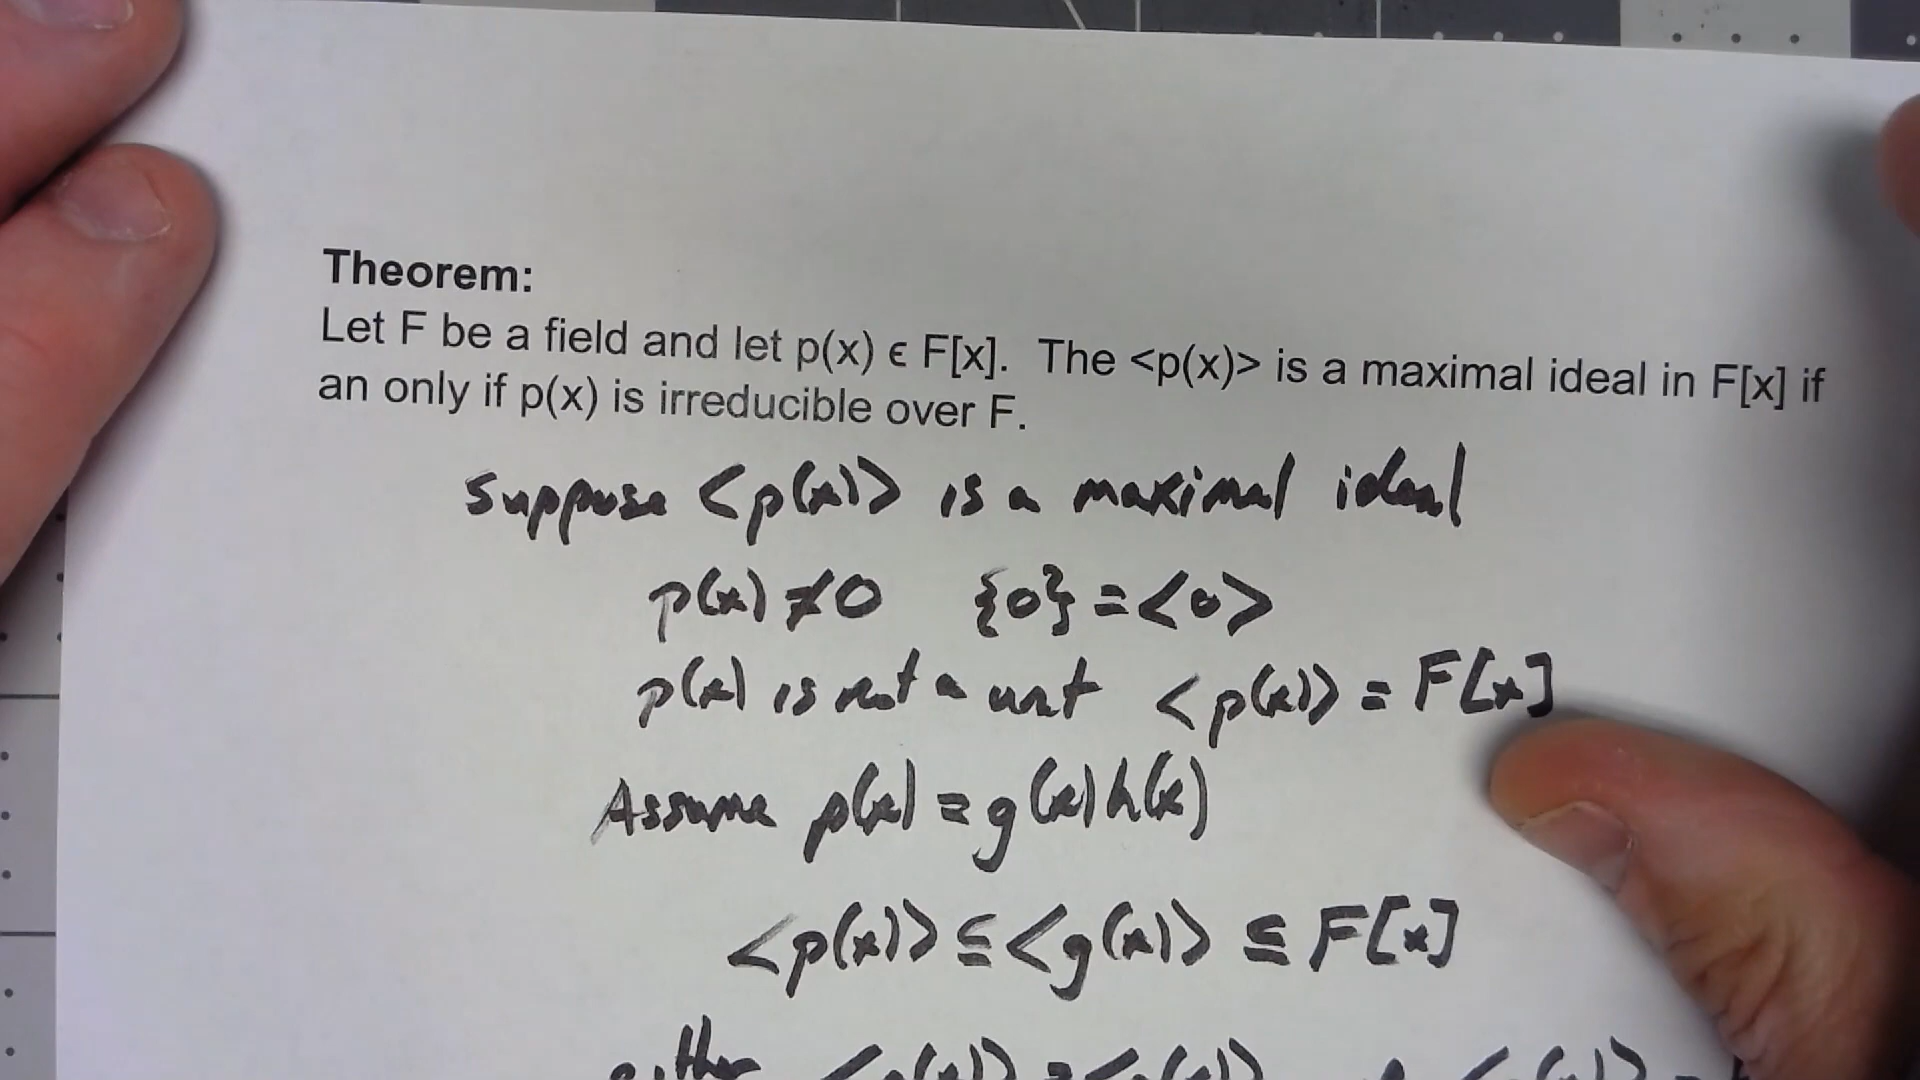 Theorem:
Let F be a field and let p(x) ϵ F[x]. The <p(x)> is a maximal ideal in F[x] if
an only if p(x) is irreducible over F.
Suppose <p(x)> is a maximal ideal
p(x) ≠ 0 {0} = <0>
p(x) is not a unit <p(x)> = F[x]
Assume p(x) = g(x)h(x)
<p(x)> ⊆ <g(x)> ⊆ F[x]
either